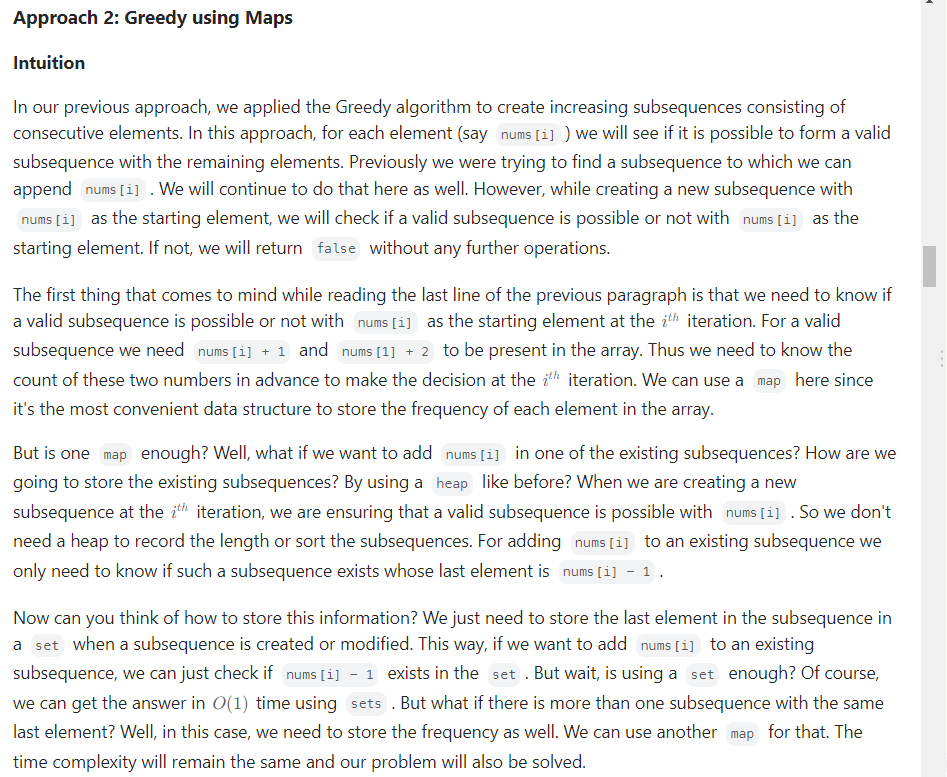 Approach 2: Greedy using Maps
Intuition
In our previous approach, we applied the Greedy algorithm to create increasing subsequences consisting of
consecutive elements. In this approach, for each element (say nums[i] ) we will see if it is possible to form a valid
subsequence with the remaining elements. Previously we were trying to find a subsequence to which we can
append nums[i] . We will continue to do that here as well. However, while creating a new subsequence with
nums[i] as the starting element, we will check if a valid subsequence is possible or not with nums[i] as the
starting element. If not, we will return false without any further operations.
The first thing that comes to mind while reading the last line of the previous paragraph is that we need to know if
a valid subsequence is possible or not with nums[i] as the starting element at the i^{th} iteration. For a valid
subsequence we need nums[i] + 1 and nums[1] + 2 to be present in the array. Thus we need to know the
count of these two numbers in advance to make the decision at the i^{th} iteration. We can use a map here since
it's the most convenient data structure to store the frequency of each element in the array.
But is one map enough? Well, what if we want to add nums[i] in one of the existing subsequences? How are we
going to store the existing subsequences? By using a heap like before? When we are creating a new
subsequence at the i^{th} iteration, we are ensuring that a valid subsequence is possible with nums[i] . So we don't
need a heap to record the length or sort the subsequences. For adding nums[i] to an existing subsequence we
only need to know if such a subsequence exists whose last element is nums[i] - 1 .
Now can you think of how to store this information? We just need to store the last element in the subsequence in
a set when a subsequence is created or modified. This way, if we want to add nums[i] to an existing
subsequence, we can just check if nums[i] - 1 exists in the set . But wait, is using a set enough? Of course,
we can get the answer in O(1) time using sets . But what if there is more than one subsequence with the same
last element? Well, in this case, we need to store the frequency as well. We can use another map for that. The
time complexity will remain the same and our problem will also be solved.